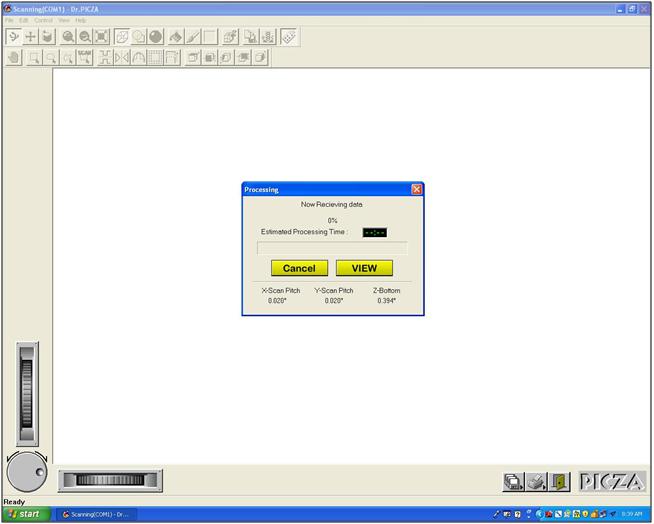 Scanning(COM1) - Dr.PICZA
File Edit Control View Help
SCAN
Processing
Now Recieving data
0%
Estimated Processing Time : --:--
Cancel VIEW
X-Scan Pitch Y-Scan Pitch Z-Bottom
0.020" 0.020" 0.394"
PICZA
Ready
start Scanning(COM1) - Dr... 8:39 AM